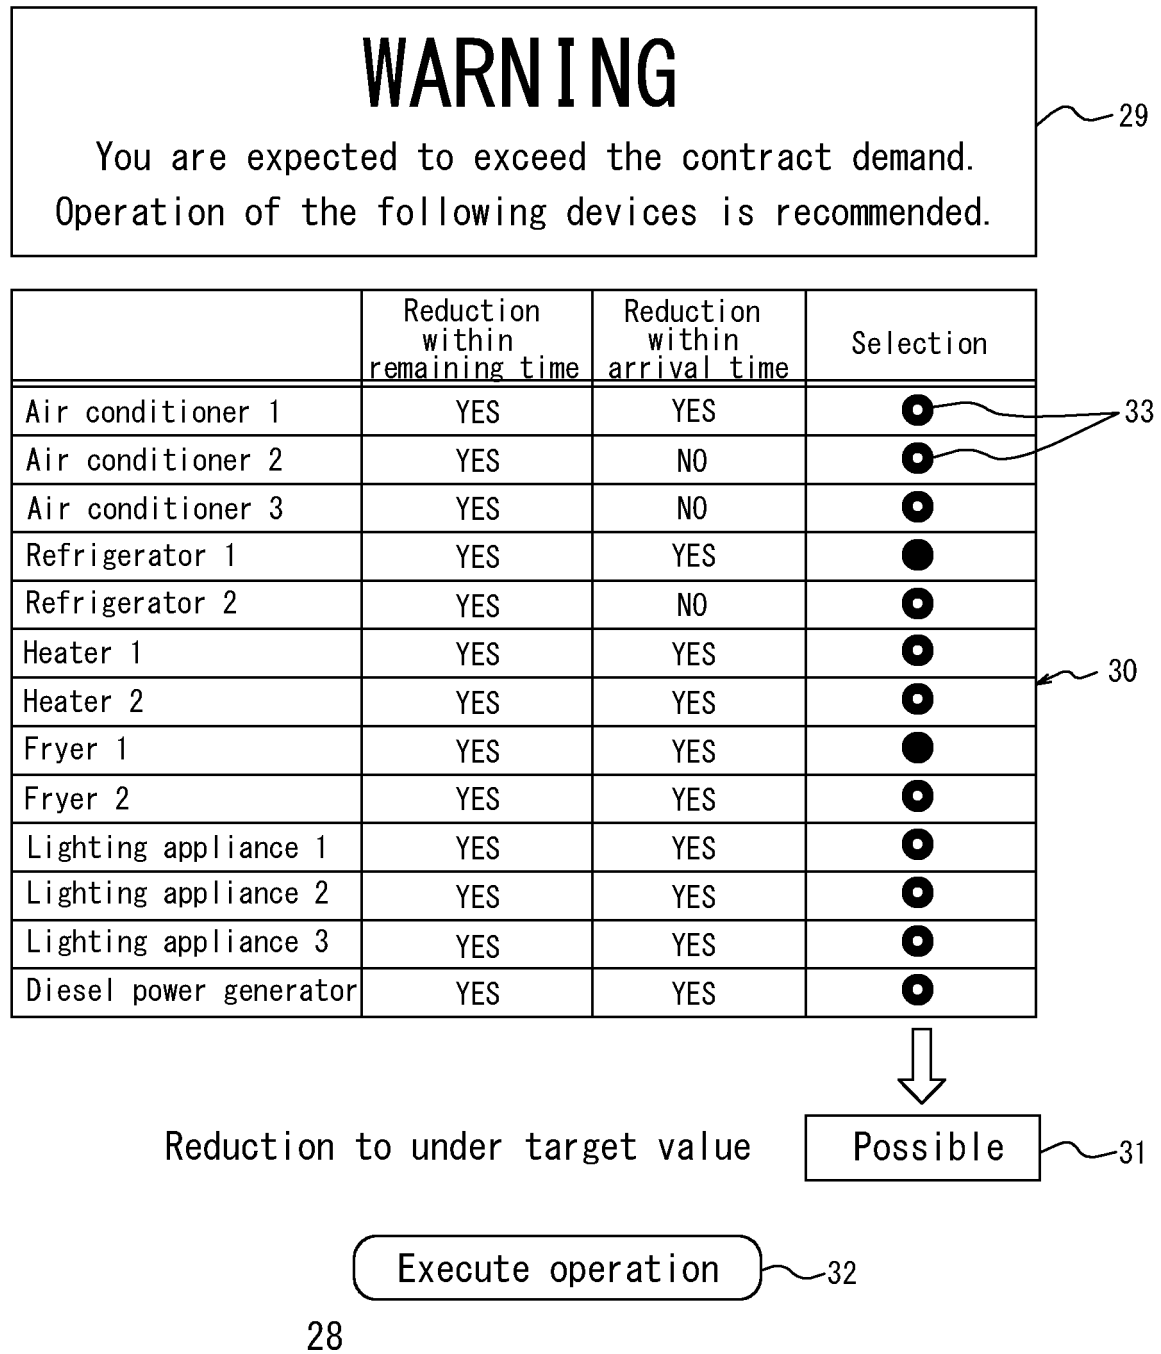 WARNING
You are expected to exceed the contract demand.
Operation of the following devices is recommended.
29
Reduction within remaining time Reduction within arrival time Selection
Air conditioner 1 YES YES
33
Air conditioner 2 YES NO
Air conditioner 3 YES NO
Refrigerator 1 YES YES
Refrigerator 2 YES NO
Heater 1 YES YES
30
Heater 2 YES YES
Fryer 1 YES YES
Fryer 2 YES YES
Lighting appliance 1 YES YES
Lighting appliance 2 YES YES
Lighting appliance 3 YES YES
Diesel power generator YES YES
Reduction to under target value Possible 31
Execute operation 32
28